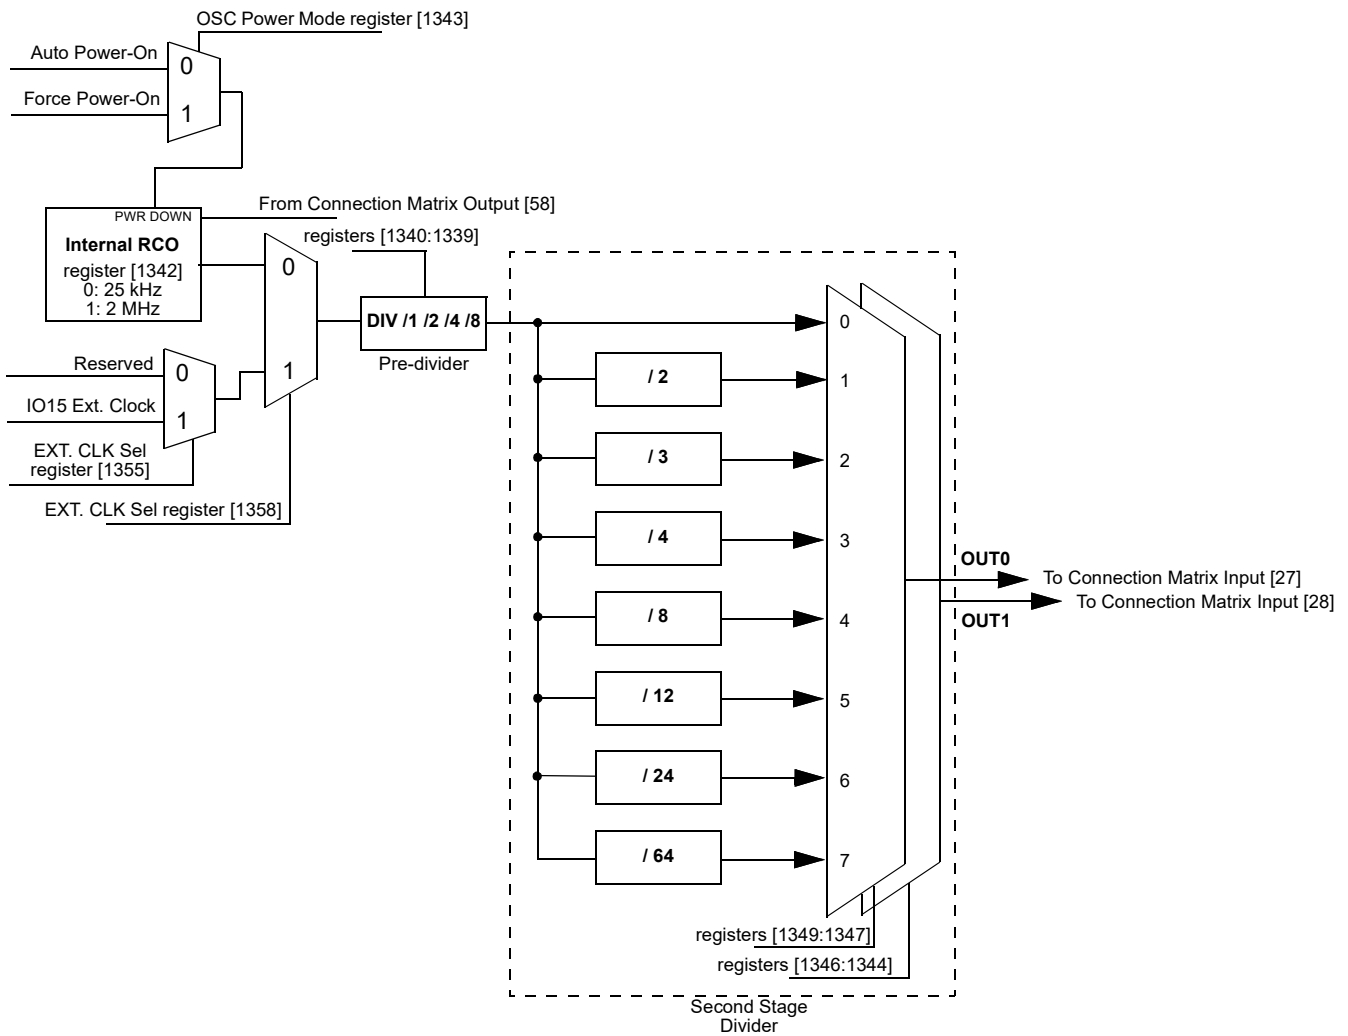 OSC Power Mode register [1343]
Auto Power-On
0
Force Power-On
1
PWR DOWN
From Connection Matrix Output [58]
Internal RCO
register [1342]
0: 25 kHz
1: 2 MHz
registers [1340:1339]
0
DIV /1 /2 /4 /8
Pre-divider
Reserved
0
1
IO15 Ext. Clock
1
EXT. CLK Sel
register [1355]
EXT. CLK Sel register [1358]
0
/ 2
1
/ 3
2
/ 4
3
/ 8
4
/ 12
5
/ 24
6
/ 64
7
OUT0
To Connection Matrix Input [27]
To Connection Matrix Input [28]
OUT1
registers [1349:1347]
registers [1346:1344]
Second Stage
Divider